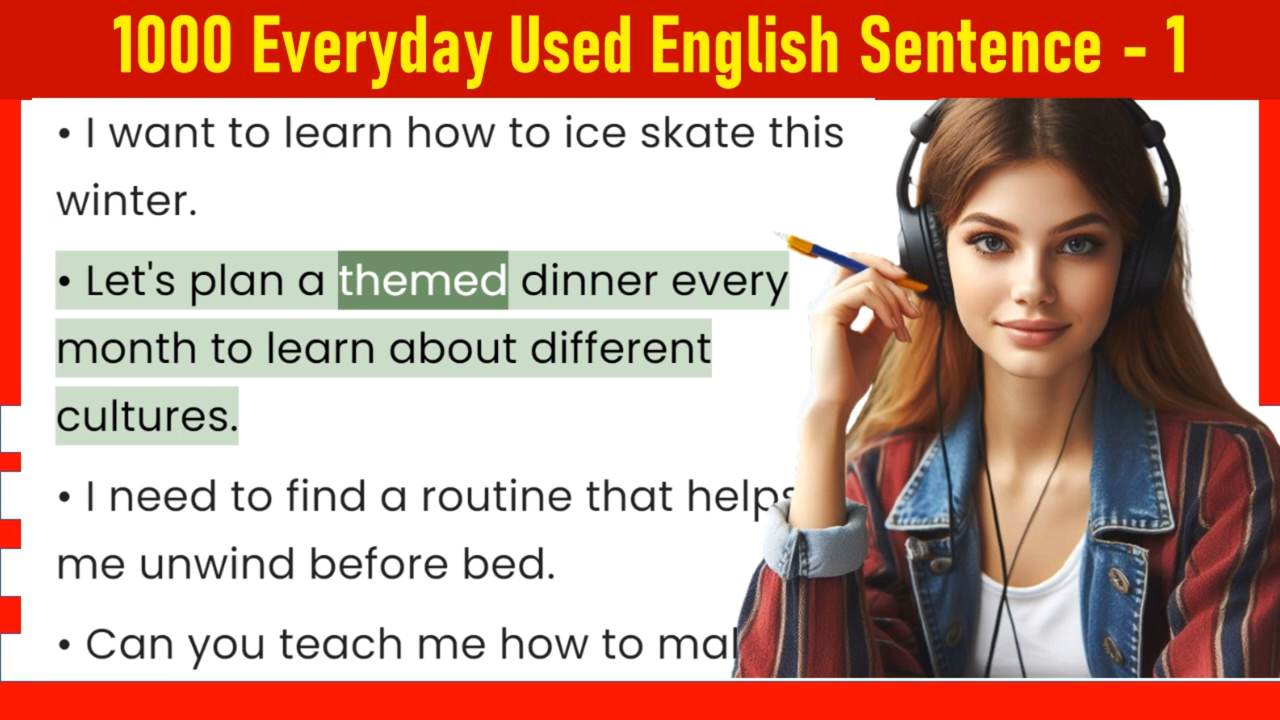 1000 Everyday Used English Sentence - 1
• I want to learn how to ice skate this
winter.
• Let's plan a themed dinner every
month to learn about different
cultures.
• I need to find a routine that helps
me unwind before bed.
• Can you teach me how to